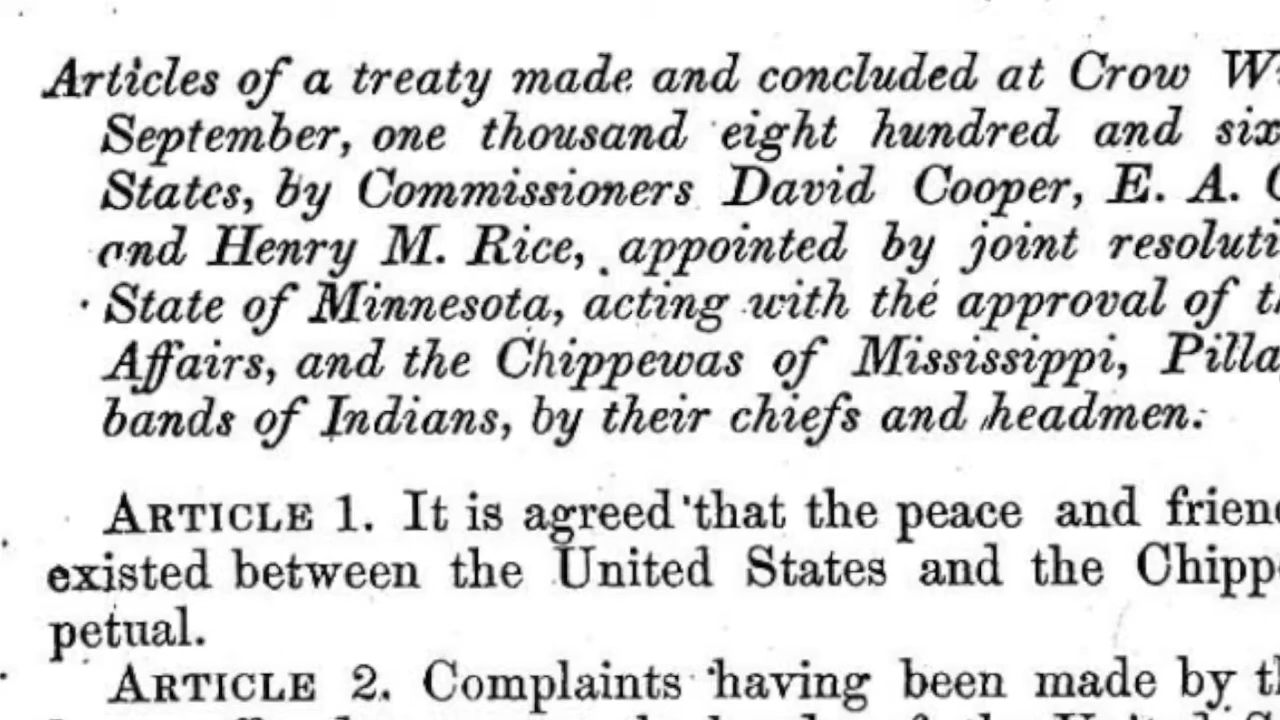 Articles of a treaty made and concluded at Crow
September, one thousand eight hundred and
States, by Commissioners David Cooper, E. A.
and Henry M. Rice, appointed by joint
State of Minnesota, acting with the approval of
Affairs, and the Chippewas of Mississippi,
bands of Indians, by their chiefs and headmen:
ARTICLE 1. It is agreed that the peace and
existed between the United States and the
petual.
ARTICLE 2. Complaints having been made by